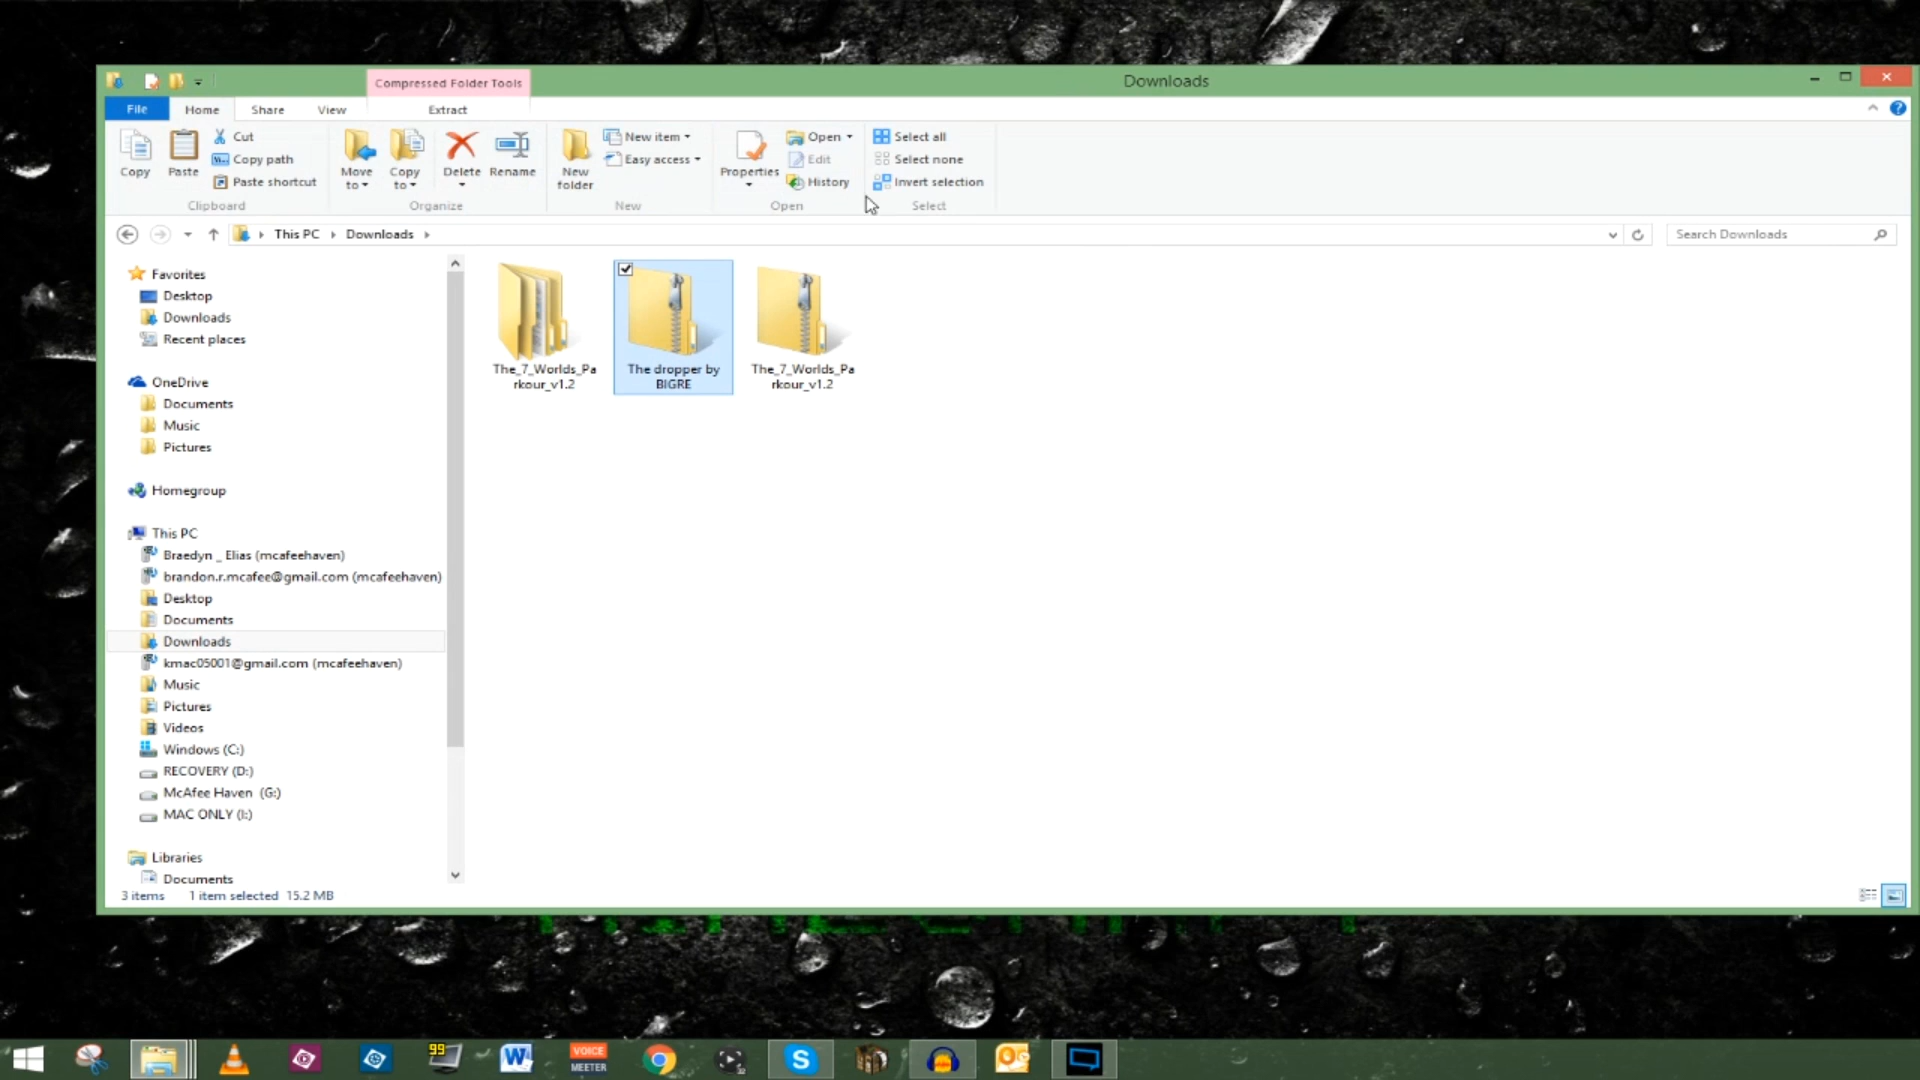 Compressed Folder Tools
Downloads
File
Home
Share
View
Extract
Copy
Paste
Cut
Copy path
Paste shortcut
Clipboard
Move to
Copy to
Delete
Rename
Organize
New folder
New item
Easy access
New
Properties
Open
Edit
History
Open
Select all
Select none
Invert selection
Select
This PC
Downloads
Search Downloads
Favorites
Desktop
Downloads
Recent places
OneDrive
Documents
Music
Pictures
Homegroup
This PC
Braedyn _ Elias (mcafeehaven)
brandon.r.mcafee@gmail.com (mcafeehaven)
Desktop
Documents
Downloads
kmac05001@gmail.com (mcafeehaven)
Music
Pictures
Videos
Windows (C:)
RECOVERY (D:)
McAfee Haven (G:)
MAC ONLY (I:)
Libraries
Documents
The_7_Worlds_Pa
rkour_v1.2
The dropper by
BIGRE
The_7_Worlds_Pa
rkour_v1.2
3 items
1 item selected 15.2 MB
99
VOICE
MEETER